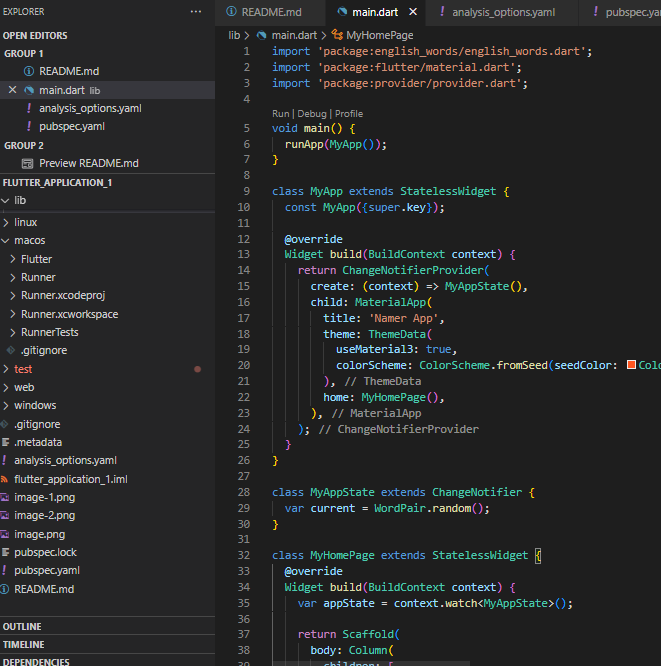 EXPLORER
···
OPEN EDITORS
GROUP 1
README.md
main.dart lib
analysis_options.yaml
pubspec.yaml
GROUP 2
Preview README.md
FLUTTER_APPLICATION_1
lib
linux
macos
Flutter
Runner
Runner.xcodeproj
Runner.xcworkspace
RunnerTests
.gitignore
test
web
windows
.gitignore
.metadata
analysis_options.yaml
flutter_application_1.iml
image-1.png
image-2.png
image.png
pubspec.lock
pubspec.yaml
README.md
OUTLINE
TIMELINE
DEPENDENCIES
README.md main.dart analysis_options.yaml pubspec.ya
lib > main.dart > MyHomePage
1 import 'package:english_words/english_words.dart';
2 import 'package:flutter/material.dart';
3 import 'package:provider/provider.dart';
4
Run | Debug | Profile
5 void main() {
6   runApp(MyApp());
7 }
8
9 class MyApp extends StatelessWidget {
10   const MyApp({super.key});
11
12   @override
13   Widget build(BuildContext context) {
14     return ChangeNotifierProvider(
15       create: (context) => MyAppState(),
16       child: MaterialApp(
17         title: 'Namer App',
18         theme: ThemeData(
19           useMaterial3: true,
20           colorScheme: ColorScheme.fromSeed(seedColor: Colo
21         ), // ThemeData
22         home: MyHomePage(),
23       ), // MaterialApp
24     ); // ChangeNotifierProvider
25   }
26 }
27
28 class MyAppState extends ChangeNotifier {
29   var current = WordPair.random();
30 }
31
32 class MyHomePage extends StatelessWidget {
33   @override
34   Widget build(BuildContext context) {
35     var appState = context.watch<MyAppState>();
36
37     return Scaffold(
38       body: Column(
39         children: [